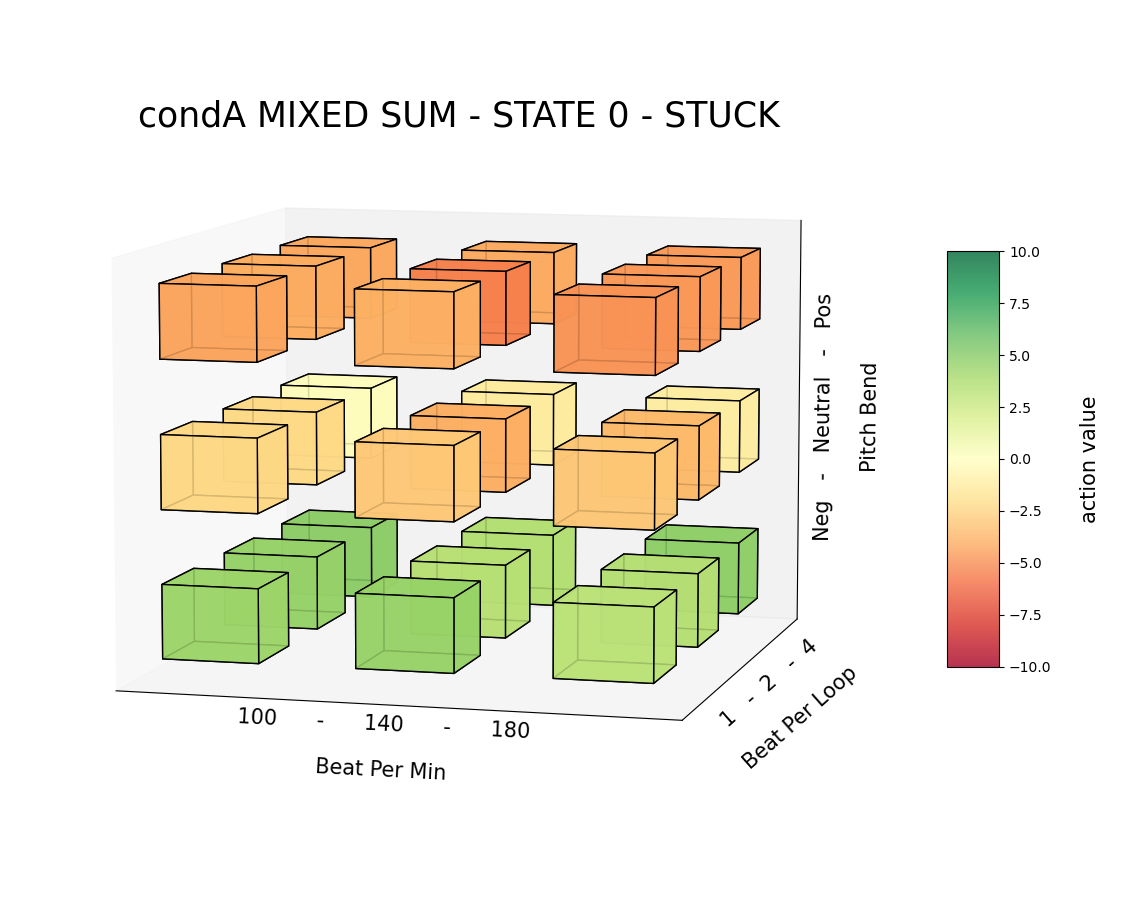 condA MIXED SUM - STATE 0 - STUCK
10.0
7.5
5.0
2.5
0.0
−2.5
−5.0
−7.5
−10.0
action value
Neg - Neutral - Pos
Pitch Bend
1 - 2 - 4
Beat Per Loop
100 - 140 - 180
Beat Per Min